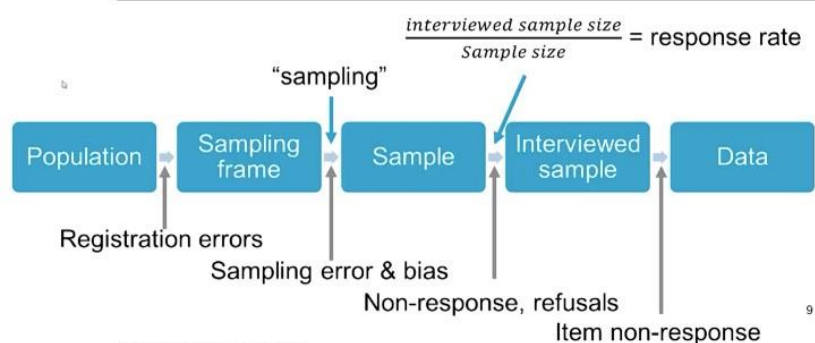 interviewed sample size
Sample size
= response rate
"sampling"
Population
Sampling
frame
Sample
Interviewed
sample
Data
Registration errors
Sampling error & bias
Non-response, refusals
9
Item non-response